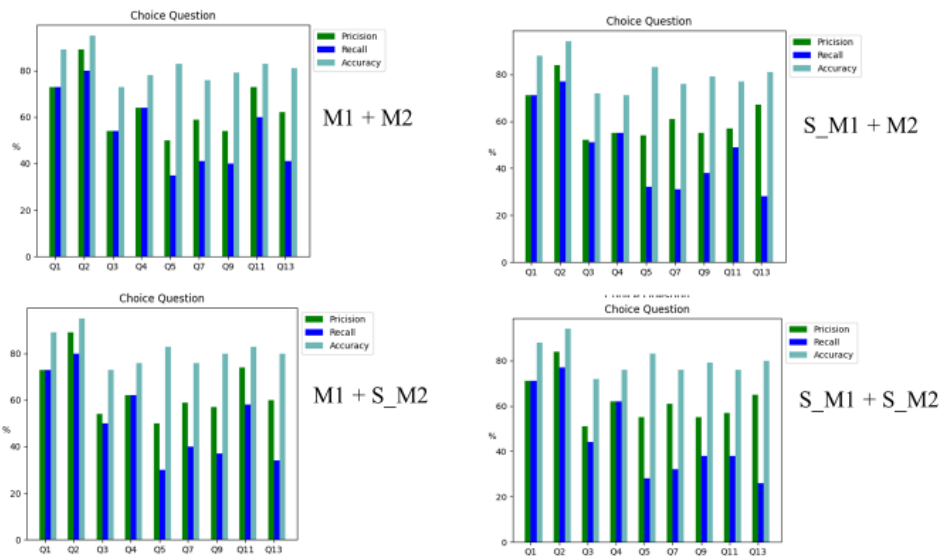 Choice Question
Pricision
Recall
Accuracy
80
60
%
40
20
0
Q1 Q2 Q3 Q4 Q5 Q7 Q9 Q11 Q13
M1 + M2
Choice Question
Pricision
Recall
Accuracy
80
60
%
40
20
0
Q1 Q2 Q3 Q4 Q5 Q7 Q9 Q11 Q13
S_M1 + M2
Choice Question
Pricision
Recall
Accuracy
80
60
%
40
20
0
Q1 Q2 Q3 Q4 Q5 Q7 Q9 Q11 Q13
M1 + S_M2
Choice Question
Pricision
Recall
Accuracy
80
60
%
40
20
0
Q1 Q2 Q3 Q4 Q5 Q7 Q9 Q11 Q13
S_M1 + S_M2